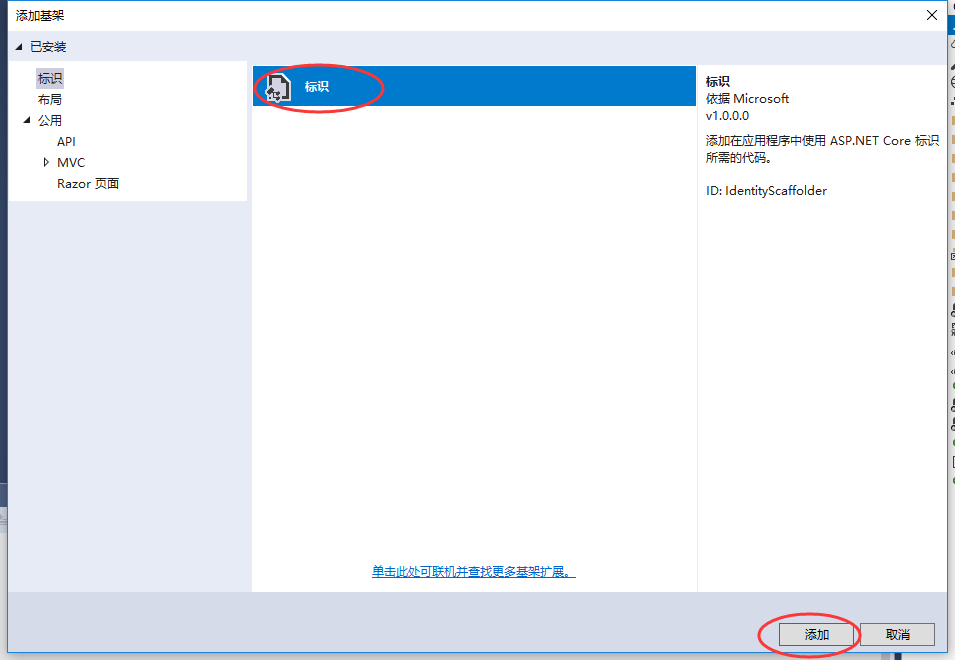 添加基架
已安装
标识
布局
公用
API
MVC
Razor 页面
标识
标识
依据 Microsoft
v1.0.0.0
添加在应用程序中使用 ASP.NET Core 标识
所需的代码。
ID: IdentityScaffolder
单击此处可联机并查找更多基架扩展。
添加
取消